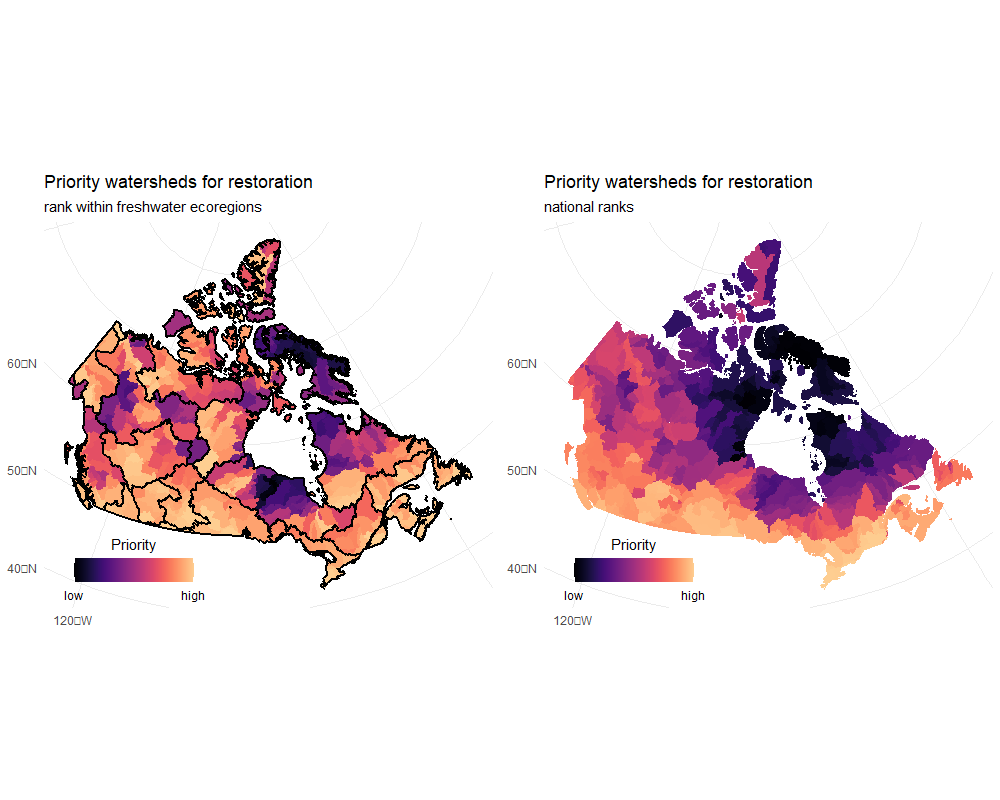 Priority watersheds for restoration
rank within freshwater ecoregions
60□N
50□N
40□N
Priority
low high
120□W
Priority watersheds for restoration
national ranks
60□N
50□N
40□N
Priority
low high
120□W